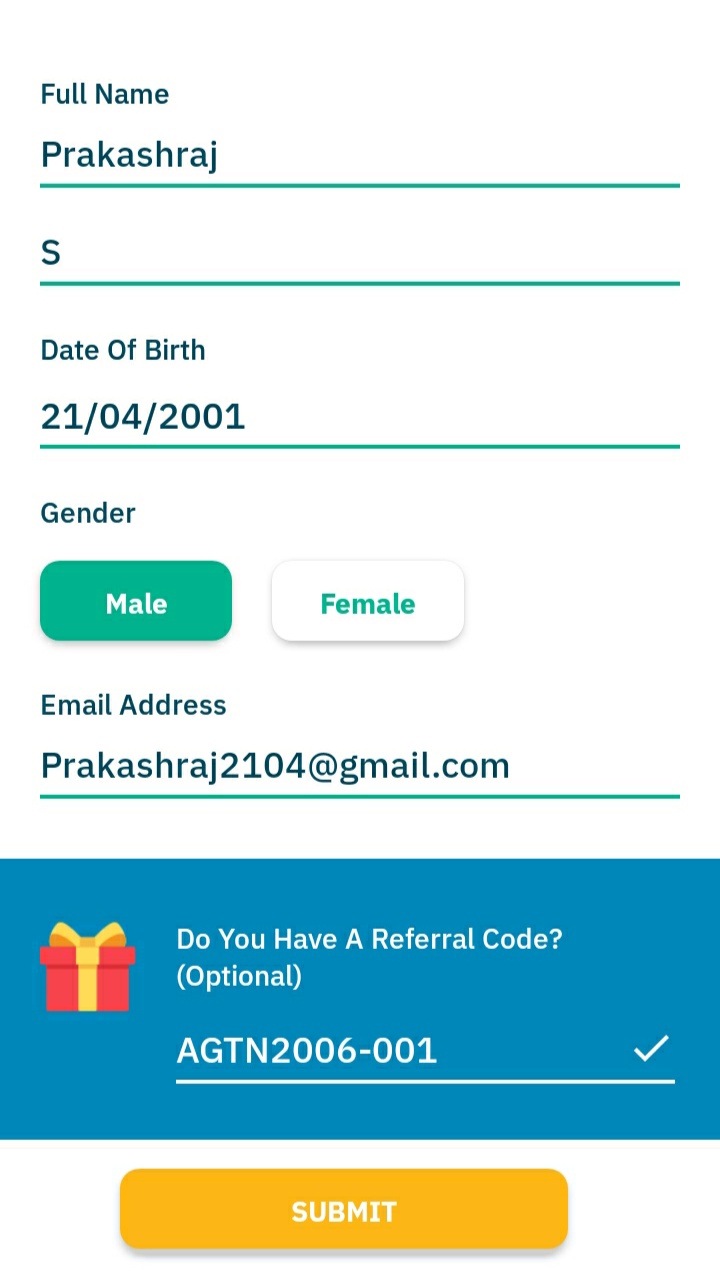 Full Name
Prakashraj
S
Date Of Birth
21/04/2001
Gender
Male Female
Email Address
Prakashraj2104@gmail.com
Do You Have A Referral Code?
(Optional)
AGTN2006-001
SUBMIT